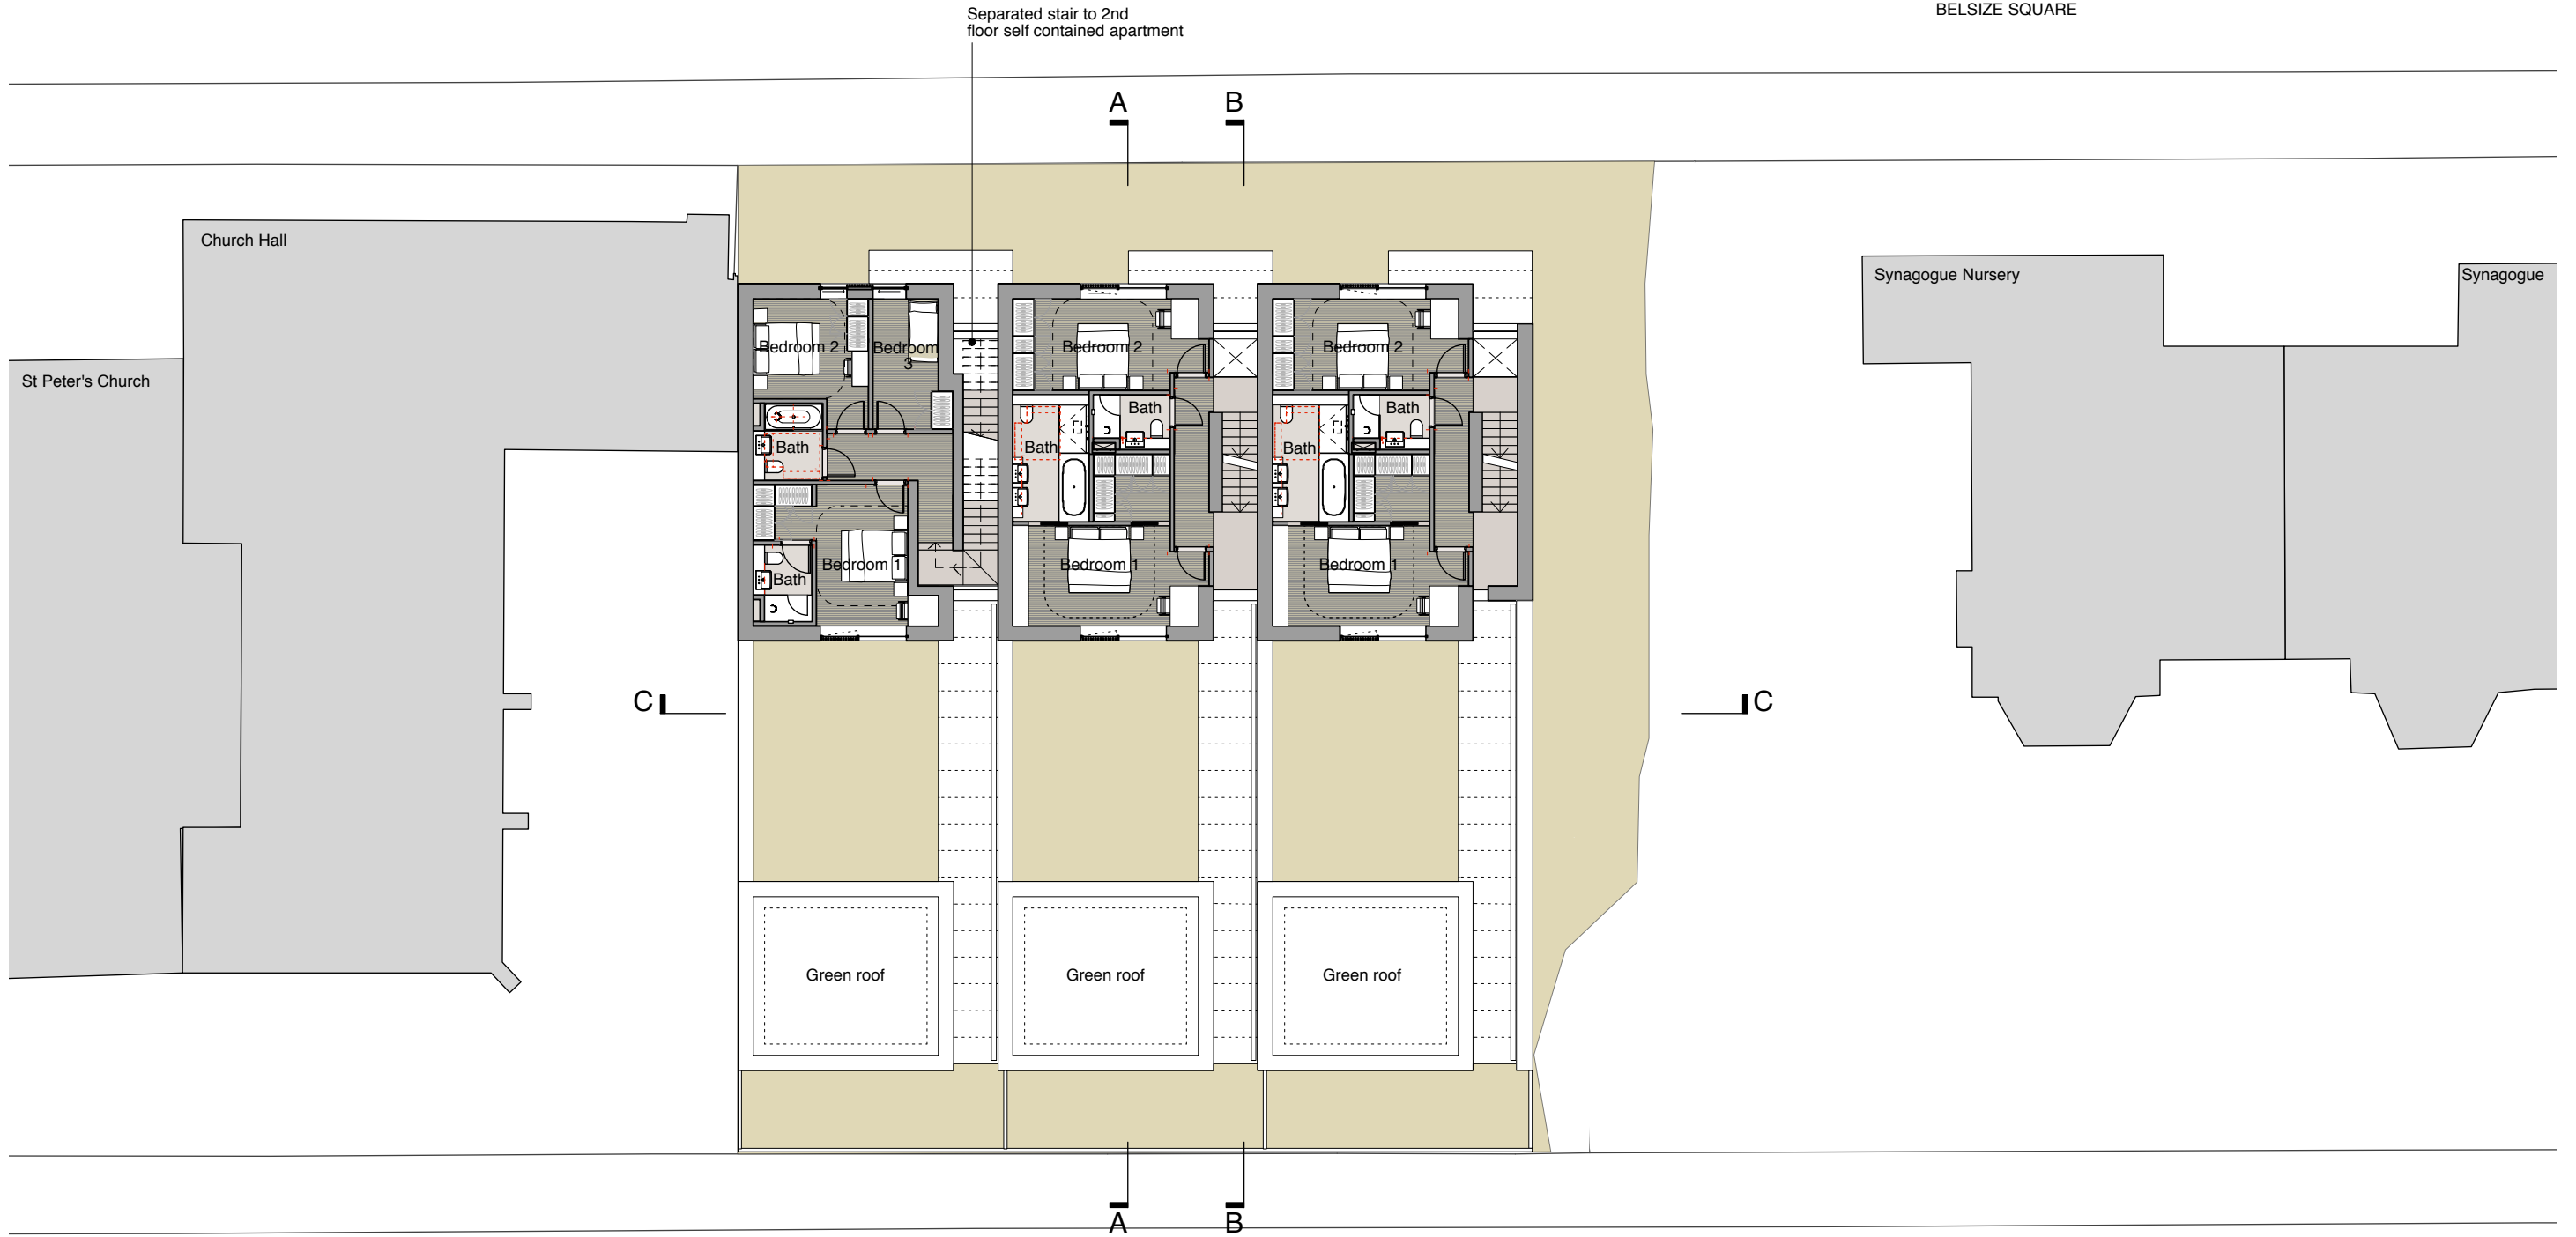 BELSIZE SQUARE
Separated stair to 2nd
floor self contained apartment
A
B
Church Hall
Synagogue Nursery
Synagogue
St Peter's Church
Bedroom 2
Bedroom
3
Bedroom 2
Bedroom 2
Bath
Bath
Bath
Bath
Bath
Bedroom 1
Bedroom 1
Bedroom 1
Bath
C
C
Green roof
Green roof
Green roof
A
B